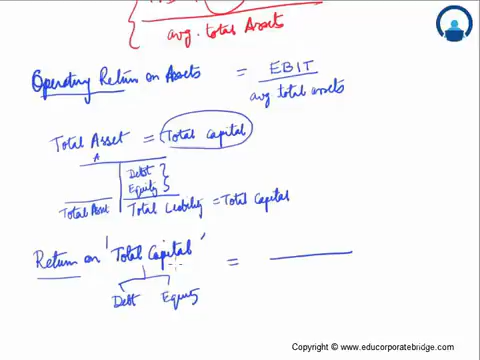 avg. total Assets
Operating Return on Assets = EBIT
avg total assets
Total Asset = Total Capital
A
Debt
Equity
Total Asset Total Liability = Total Capital
Return on 'Total Capital' =
Debt Equity
Copyright © www.educorporatebridge.com